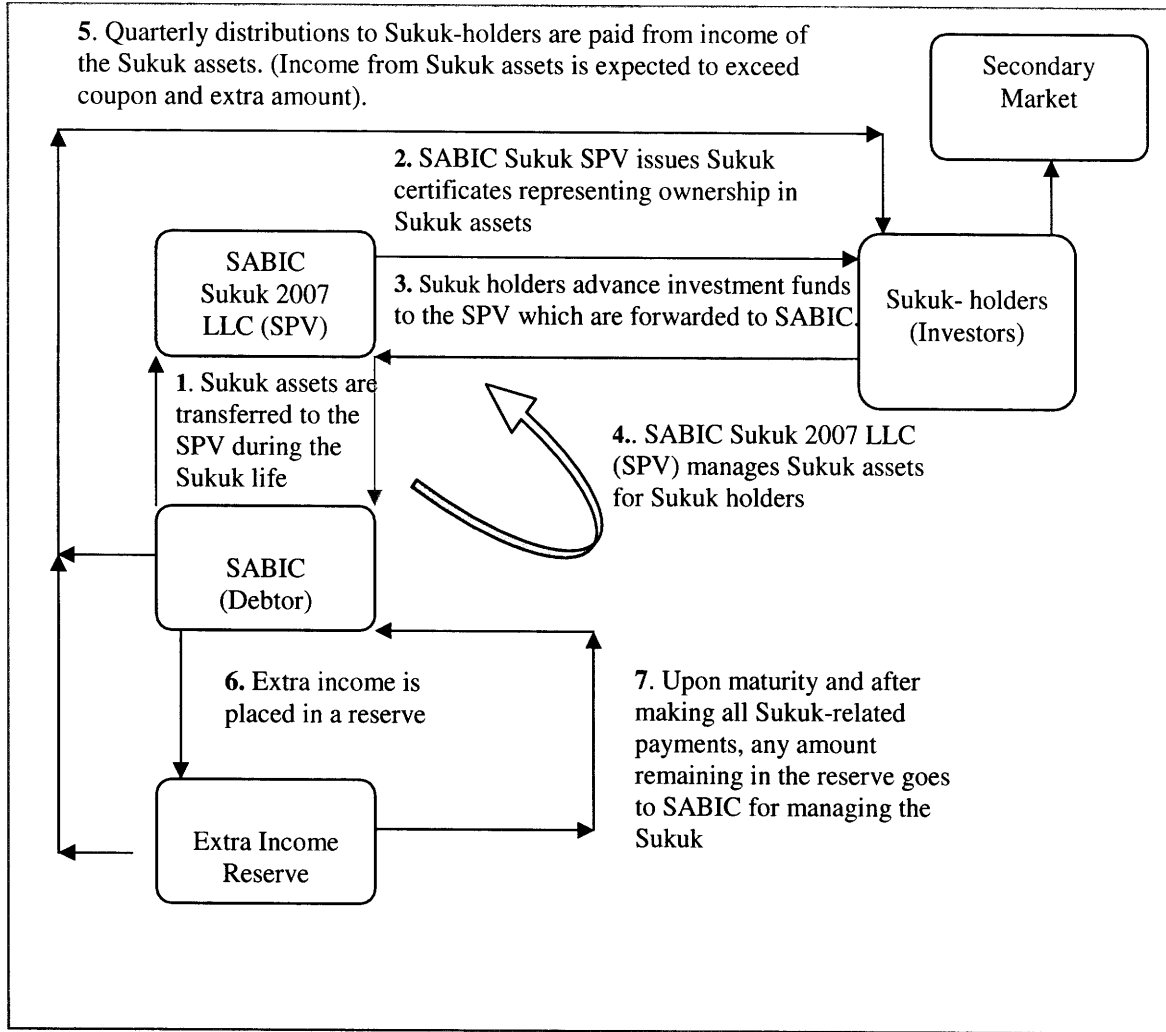 5. Quarterly distributions to Sukuk-holders are paid from income of
the Sukuk assets. (Income from Sukuk assets is expected to exceed
coupon and extra amount).
Secondary
Market
2. SABIC Sukuk SPV issues Sukuk
certificates representing ownership in
Sukuk assets
SABIC
Sukuk 2007
LLC (SPV)
3. Sukuk holders advance investment funds
to the SPV which are forwarded to SABIC.
Sukuk- holders
(Investors)
1. Sukuk assets are
transferred to the
SPV during the
Sukuk life
4.. SABIC Sukuk 2007 LLC
(SPV) manages Sukuk assets
for Sukuk holders
SABIC
(Debtor)
6. Extra income is
placed in a reserve
7. Upon maturity and after
making all Sukuk-related
payments, any amount
remaining in the reserve goes
to SABIC for managing the
Sukuk
Extra Income
Reserve